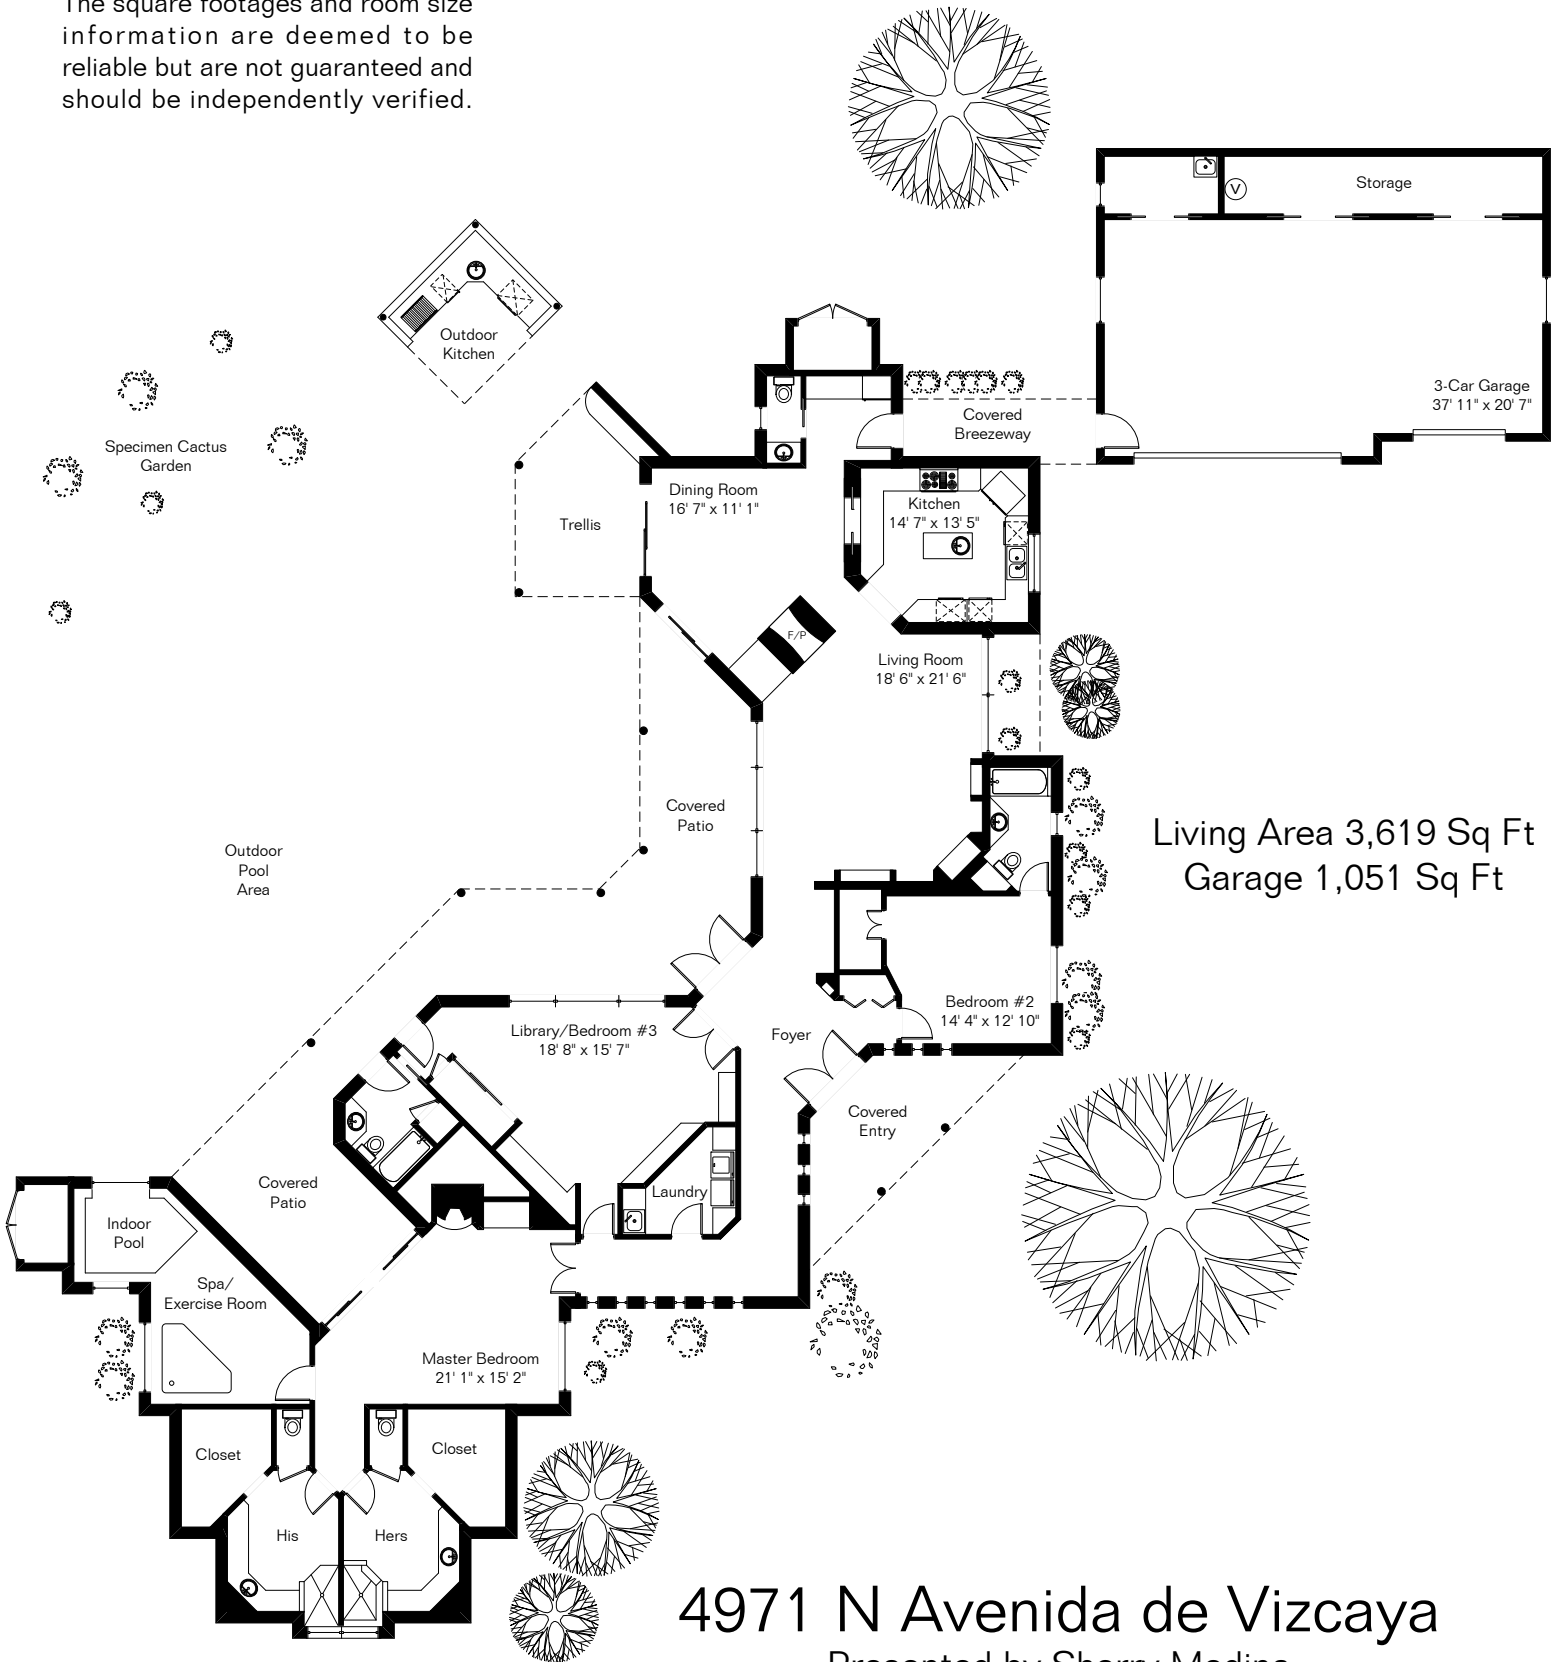 The square footages and room size
information are deemed to be
reliable but are not guaranteed and
should be independently verified.
Storage
V
Outdoor
Kitchen
3-Car Garage
37' 11" x 20' 7"
Covered
Breezeway
Specimen Cactus
Garden
Dining Room
16' 7" x 11' 1"
Kitchen
14' 7" x 13' 5"
Trellis
F/P
Living Room
18' 6" x 21' 6"
Covered
Patio
Living Area 3,619 Sq Ft
Garage 1,051 Sq Ft
Outdoor
Pool
Area
Bedroom #2
14' 4" x 12' 10"
Library/Bedroom #3
18' 8" x 15' 7"
Foyer
Covered
Entry
Covered
Patio
Laundry
Indoor
Pool
Spa/
Exercise Room
Master Bedroom
21' 1" x 15' 2"
Closet
Closet
His
Hers
4971 N Avenida de Vizcaya
Presented by Sherry Medina